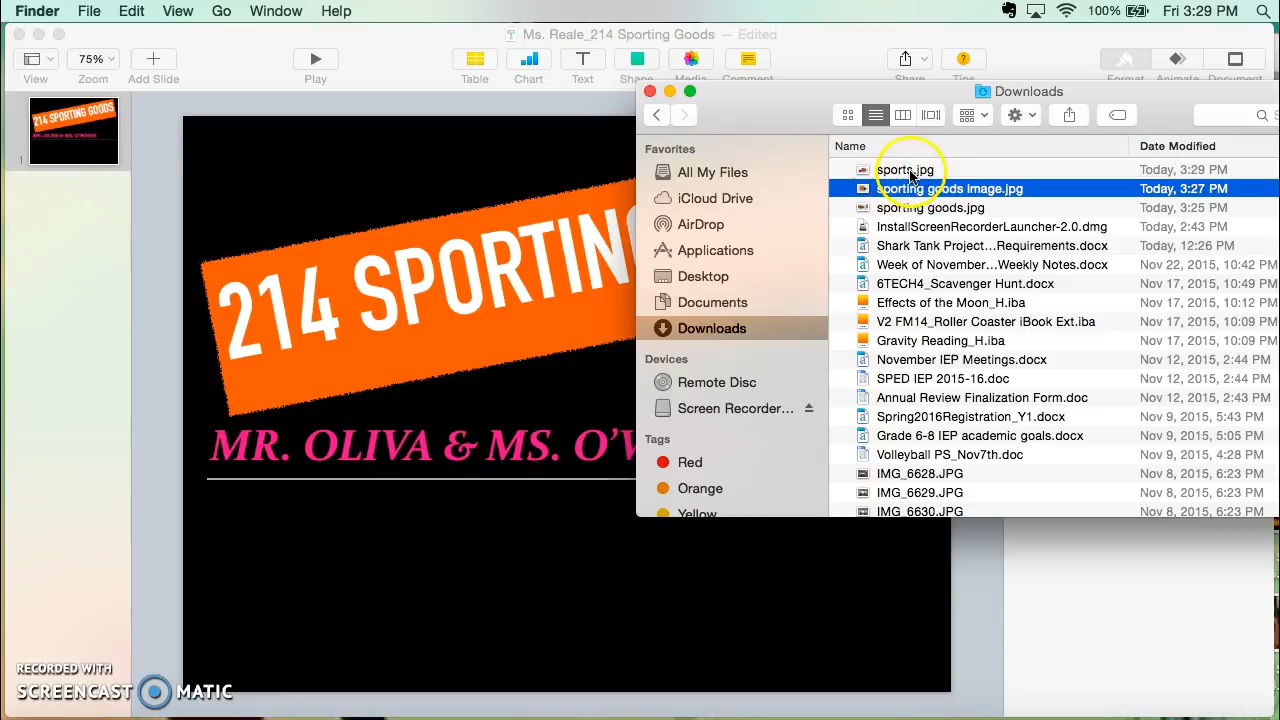 Finder File Edit View Go Window Help 100% Fri 3:29 PM
Ms. Reale_214 Sporting Goods — Edited
75%
View Zoom Add Slide Play Table Chart Text Shape Media Comment Share Tips Format Animate Document
Downloads
1
214 SPORTING GOODS
Favorites
All My Files
iCloud Drive
AirDrop
Applications
Desktop
Documents
Downloads
Devices
Remote Disc
Screen Recorder...
Tags
Red
Orange
Yellow
Name Date Modified
sports.jpg Today, 3:29 PM
sporting goods image.jpg Today, 3:27 PM
sporting goods.jpg Today, 3:25 PM
InstallScreenRecorderLauncher-2.0.dmg Today, 2:43 PM
Shark Tank Project...Requirements.docx Today, 12:26 PM
Week of November...Weekly Notes.docx Nov 22, 2015, 10:42 PM
6TECH4_Scavenger Hunt.docx Nov 17, 2015, 10:49 PM
Effects of the Moon_H.iba Nov 17, 2015, 10:12 PM
V2 FM14_Roller Coaster iBook Ext.iba Nov 17, 2015, 10:09 PM
Gravity Reading_H.iba Nov 17, 2015, 10:09 PM
November IEP Meetings.docx Nov 12, 2015, 2:44 PM
SPED IEP 2015-16.doc Nov 12, 2015, 2:44 PM
Annual Review Finalization Form.doc Nov 12, 2015, 2:43 PM
Spring2016Registration_Y1.docx Nov 9, 2015, 5:43 PM
Grade 6-8 IEP academic goals.docx Nov 9, 2015, 5:05 PM
Volleyball PS_Nov7th.doc Nov 9, 2015, 4:28 PM
IMG_6628.JPG Nov 8, 2015, 6:23 PM
IMG_6629.JPG Nov 8, 2015, 6:23 PM
IMG_6630.JPG Nov 8, 2015, 6:23 PM
214 SPORTING
MR. OLIVA & MS. O'W
RECORDED WITH
SCREENCAST MATIC